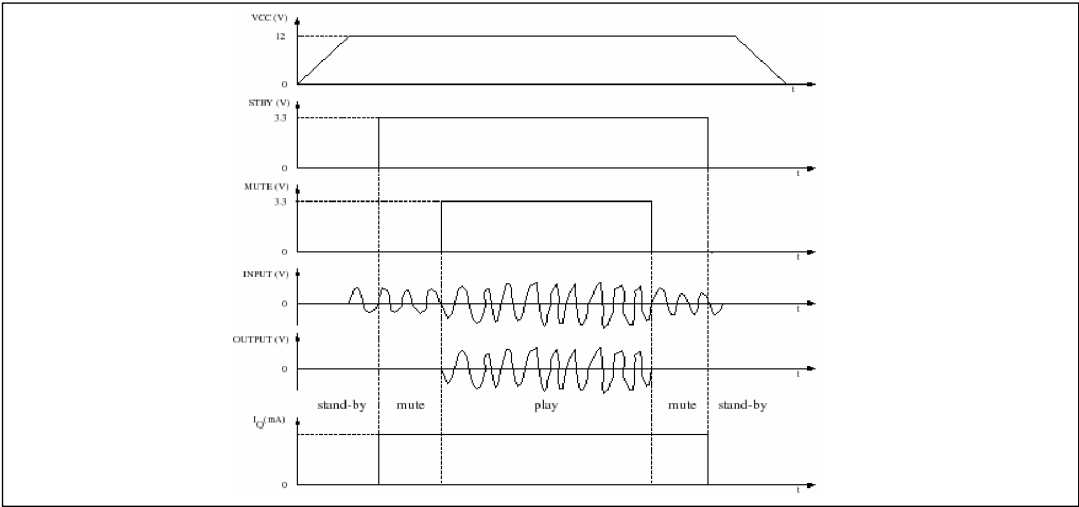 VCC (V)
12
0
t
STBY (V)
3.3
0
t
MUTE (V)
3.3
0
t
INPUT (V)
0
t
OUTPUT (V)
0
t
stand-by mute play mute stand-by
IQ(mA)
0
t